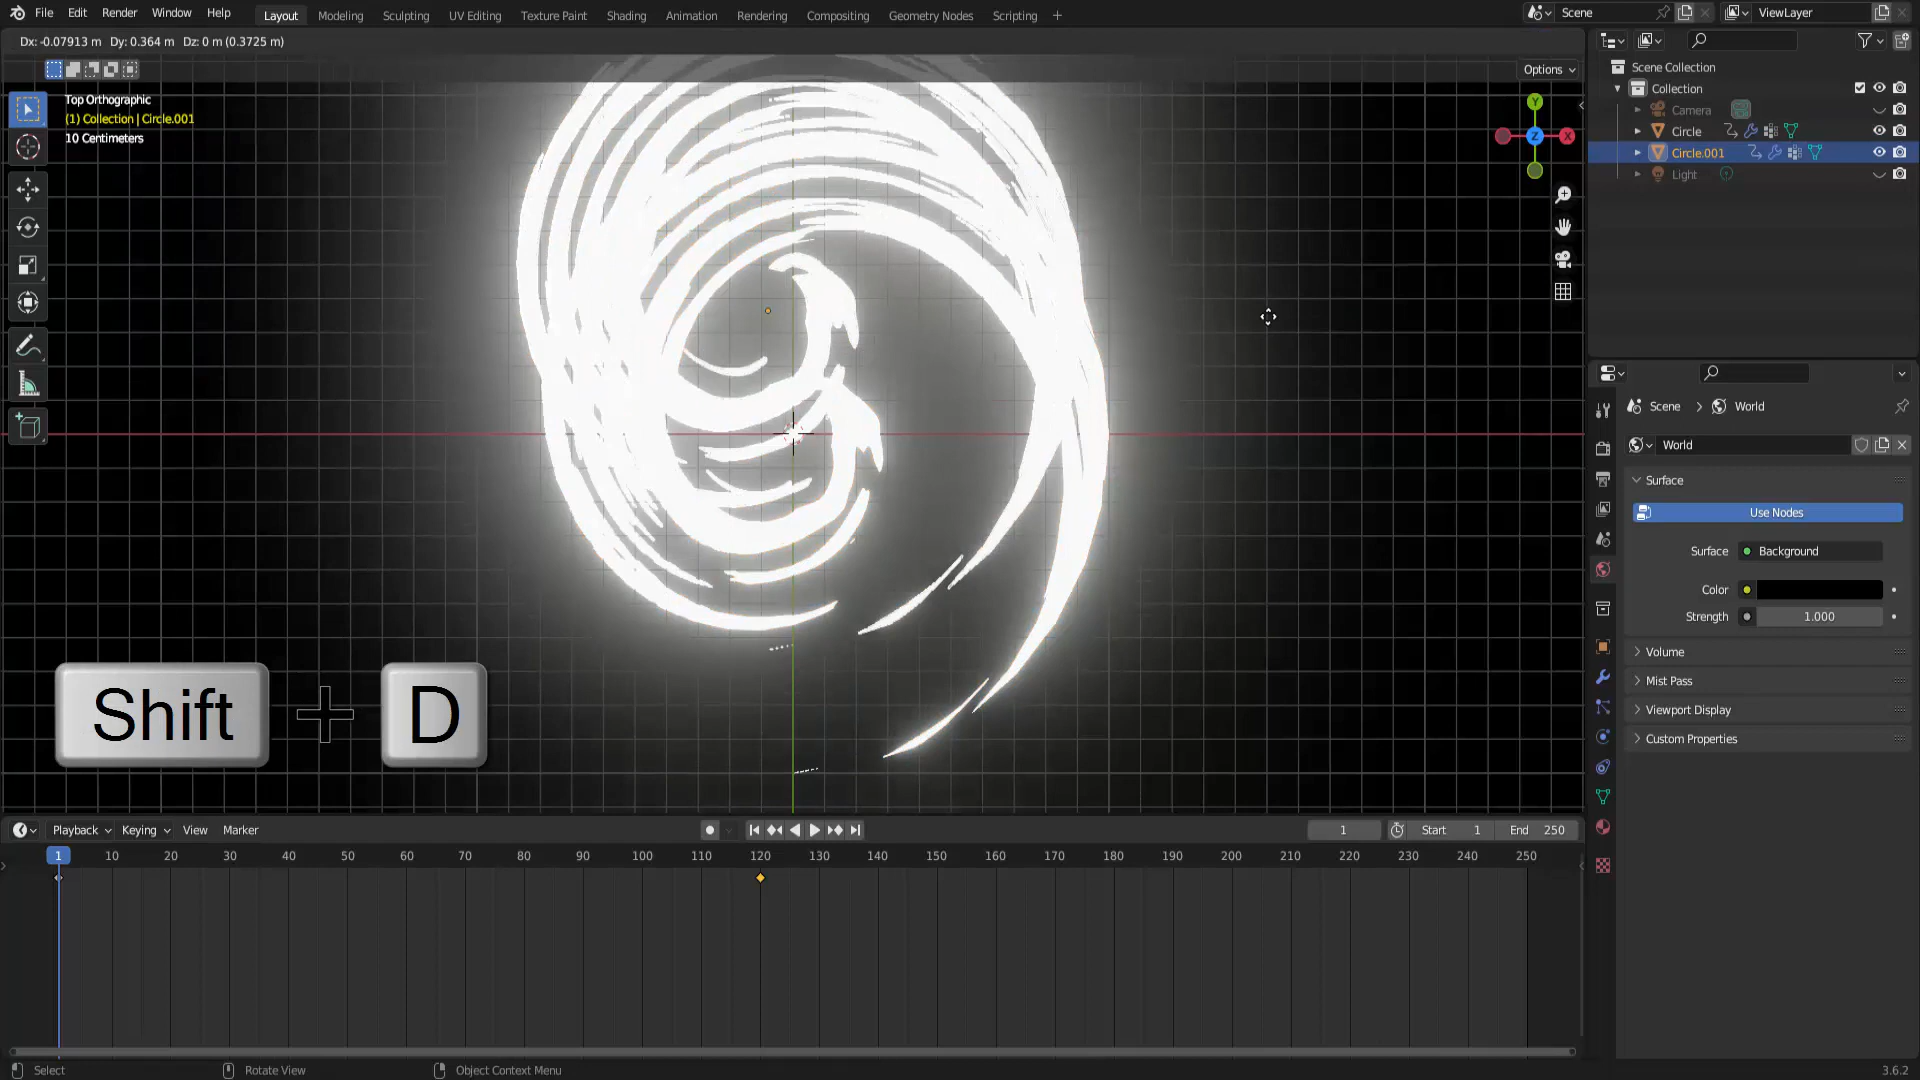 File Edit Render Window Help Layout Modeling Sculpting UV Editing Texture Paint Shading Animation Rendering Compositing Geometry Nodes Scripting + Scene ViewLayer
Dx: -0.07913 m Dy: 0.364 m Dz: 0 m (0.3725 m)
Options
Top Orthographic
(1) Collection | Circle.001
10 Centimeters
Y
X
Z
Scene Collection
Collection
Camera
Circle
Circle.001
Light
Scene > World
World
Surface
Use Nodes
Surface Background
Color
Strength 1.000
Volume
Mist Pass
Viewport Display
Custom Properties
Shift + D
Playback Keying View Marker 1 Start 1 End 250
1 10 20 30 40 50 60 70 80 90 100 110 120 130 140 150 160 170 180 190 200 210 220 230 240 250
Select Rotate View Object Context Menu 3.6.2